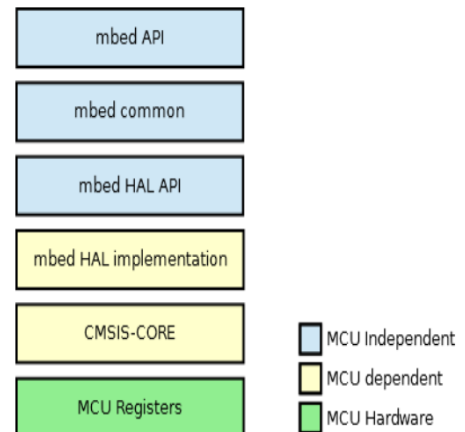 mbed API
mbed common
mbed HAL API
mbed HAL implementation
CMSIS-CORE
MCU Registers
MCU Independent
MCU dependent
MCU Hardware